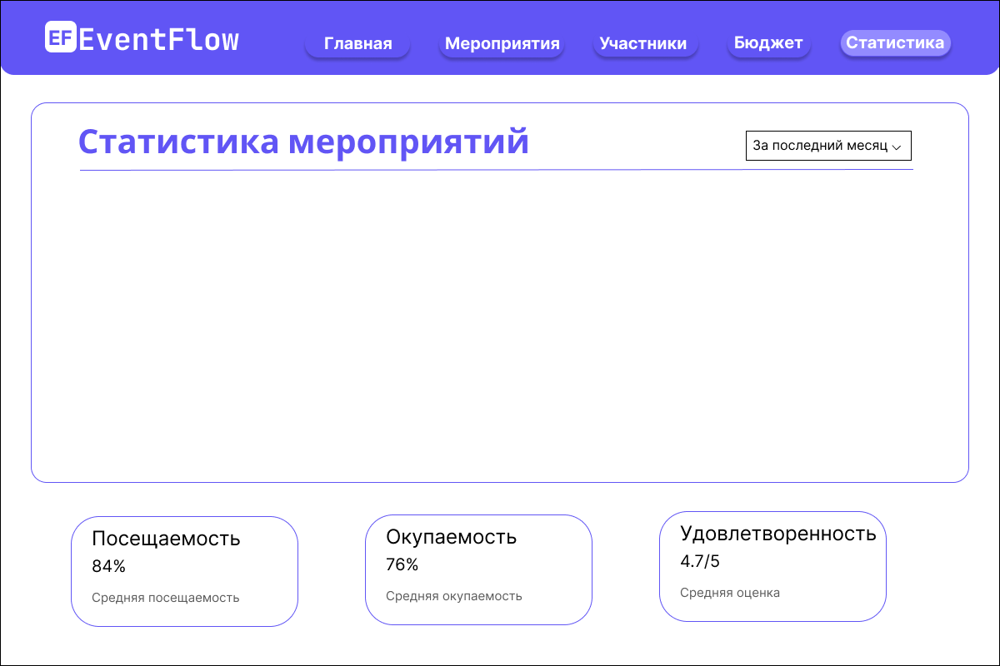 EF EventFlow
Главная Мероприятия Участники Бюджет Статистика
Статистика мероприятий
За последний месяц
Посещаемость
84%
Средняя посещаемость
Окупаемость
76%
Средняя окупаемость
Удовлетворенность
4.7/5
Средняя оценка